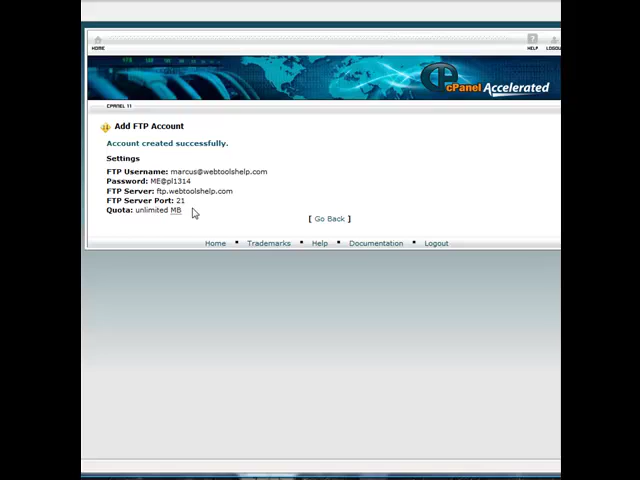 HOME
HELP
LOGOU
cPanel Accelerated
CPANEL 11
Add FTP Account
Account created successfully.
Settings
FTP Username: marcus@webtoolshelp.com
Password: ME@pl1314
FTP Server: ftp.webtoolshelp.com
FTP Server Port: 21
Quota: unlimited MB
[ Go Back ]
Home ▪ Trademarks ▪ Help ▪ Documentation ▪ Logout